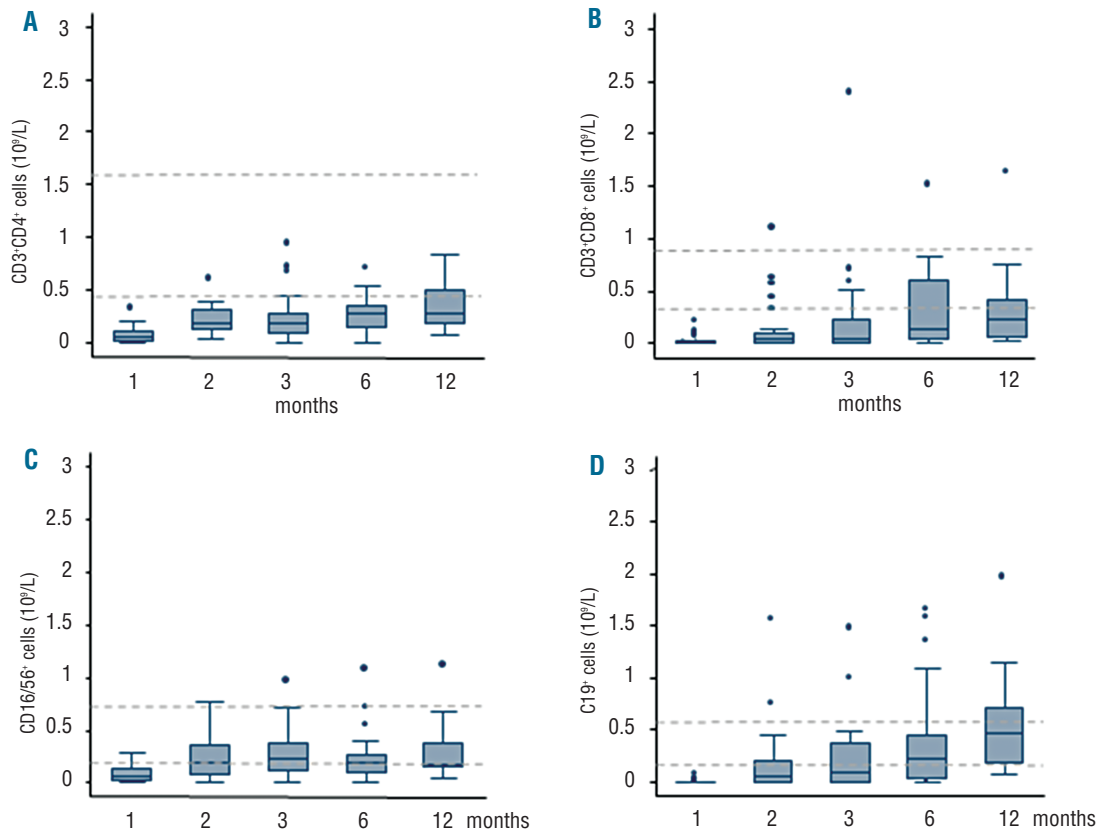 A
3
2.5
2
1.5
1
0.5
0
CD3⁺CD4⁺ cells (10⁹/L)
1 2 3 6 12
months
B
3
2.5
2
1.5
1
0.5
0
CD3⁺CD8⁺ cells (10⁹/L)
1 2 3 6 12
months
C
3
2.5
2
1.5
1
0.5
0
CD16/56⁺ cells (10⁹/L)
1 2 3 6 12 months
D
3
2.5
2
1.5
1
0.5
0
C19⁺ cells (10⁹/L)
1 2 3 6 12 months